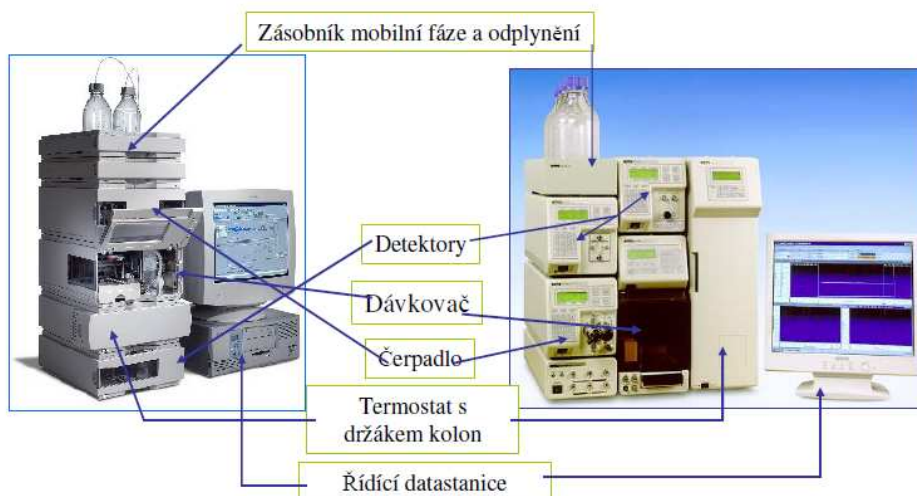 Zásobník mobilní fáze a odplynění
Detektory
Dávkovač
Čerpadlo
Termostat s
držákem kolon
Řídící datastanice